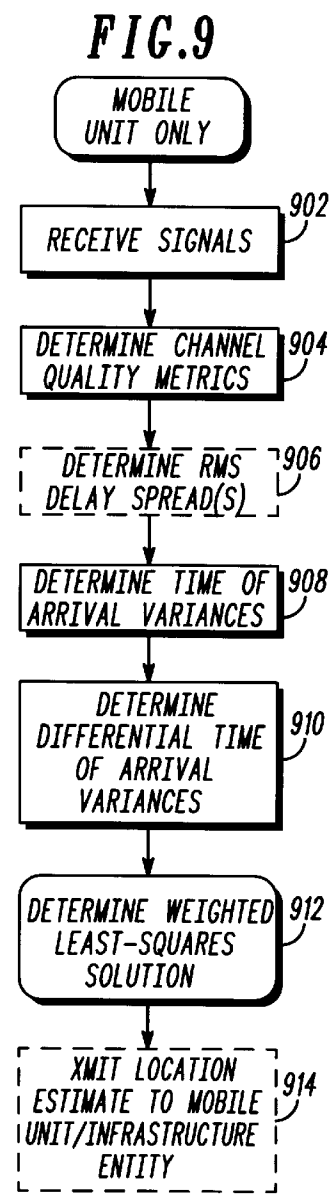 FIG.9
MOBILE
UNIT ONLY
RECEIVE SIGNALS
902
DETERMINE CHANNEL
QUALITY METRICS
904
DETERMINE RMS
DELAY SPREAD(S)
906
DETERMINE TIME OF
ARRIVAL VARIANCES
908
DETERMINE
DIFFERENTIAL TIME
OF ARRIVAL
VARIANCES
910
DETERMINE WEIGHTED
LEAST-SQUARES
SOLUTION
912
XMIT LOCATION
ESTIMATE TO MOBILE
UNIT/INFRASTRUCTURE
ENTITY
914